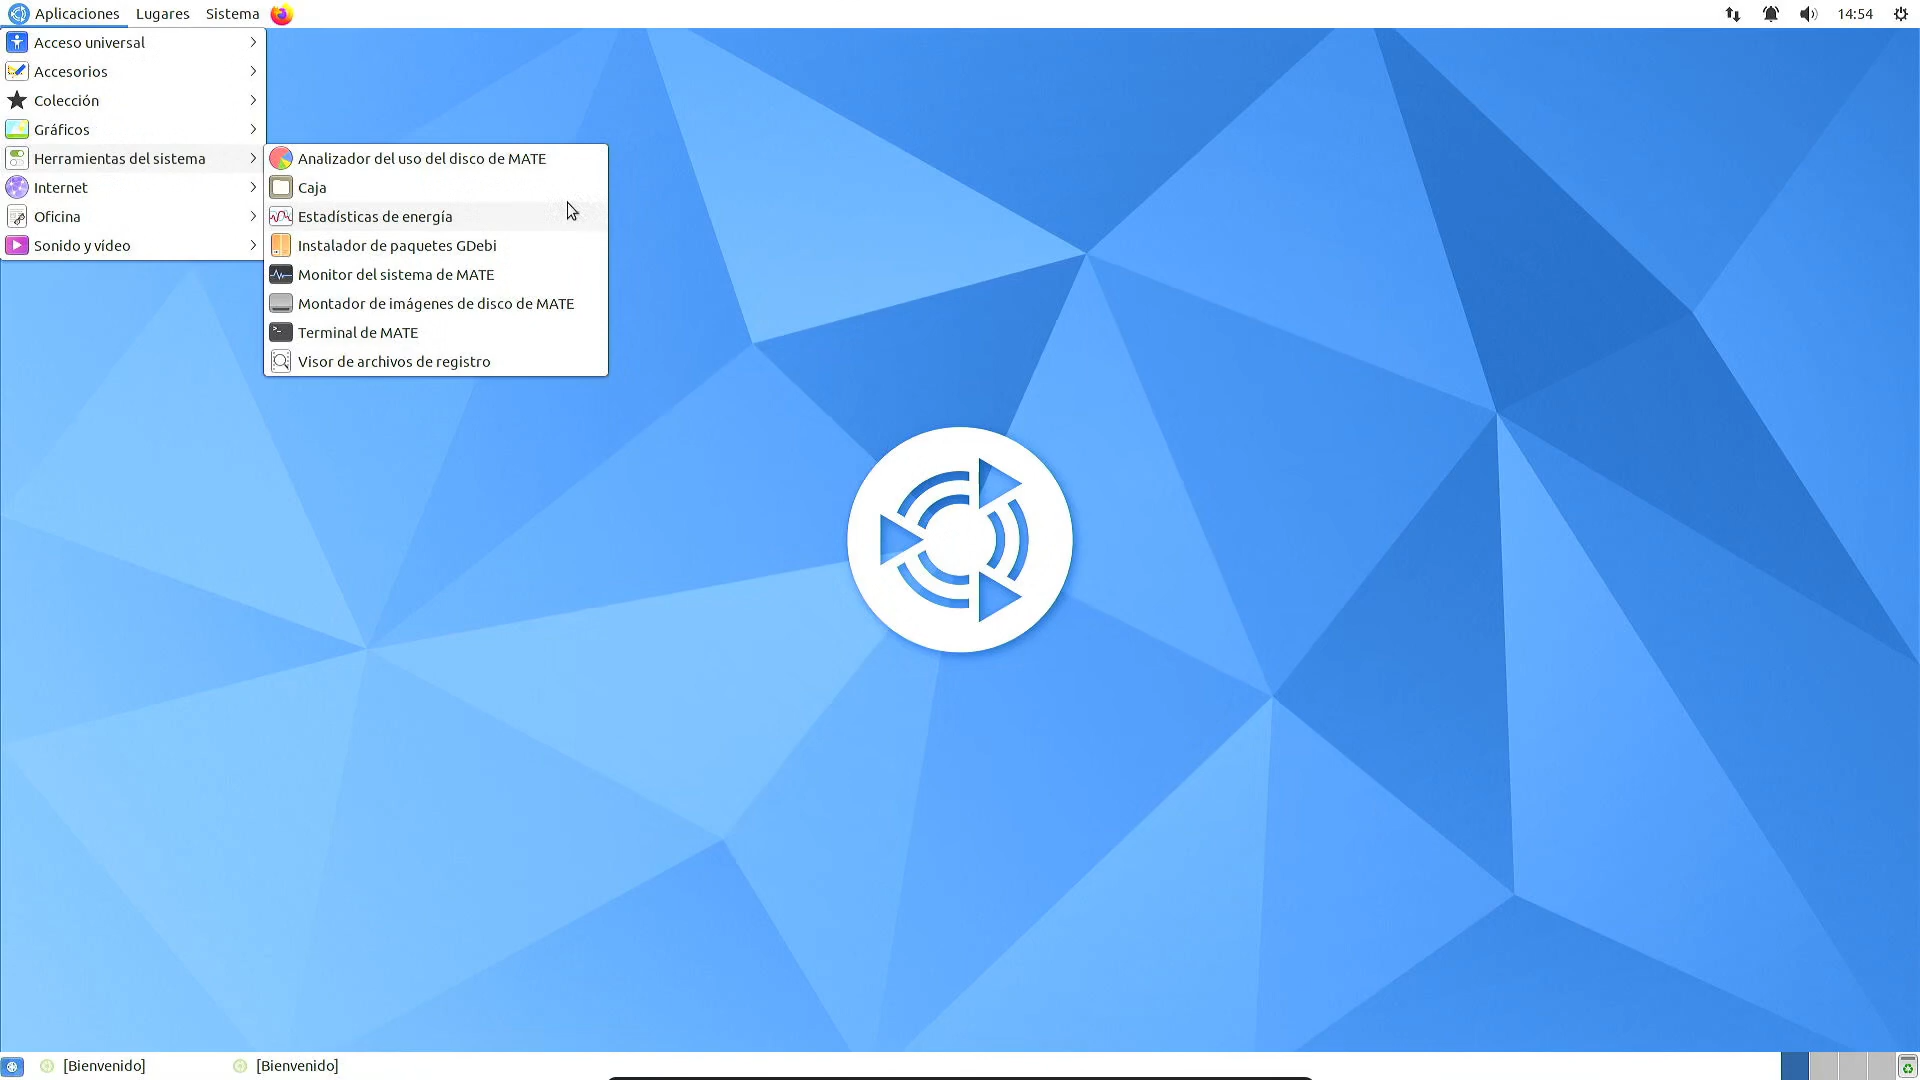 Aplicaciones Lugares Sistema 14:54
Acceso universal
Accesorios
Colección
Gráficos
Herramientas del sistema
Internet
Oficina
Sonido y vídeo
Analizador del uso del disco de MATE
Caja
Estadísticas de energía
Instalador de paquetes GDebi
Monitor del sistema de MATE
Montador de imágenes de disco de MATE
Terminal de MATE
Visor de archivos de registro
[Bienvenido] [Bienvenido]